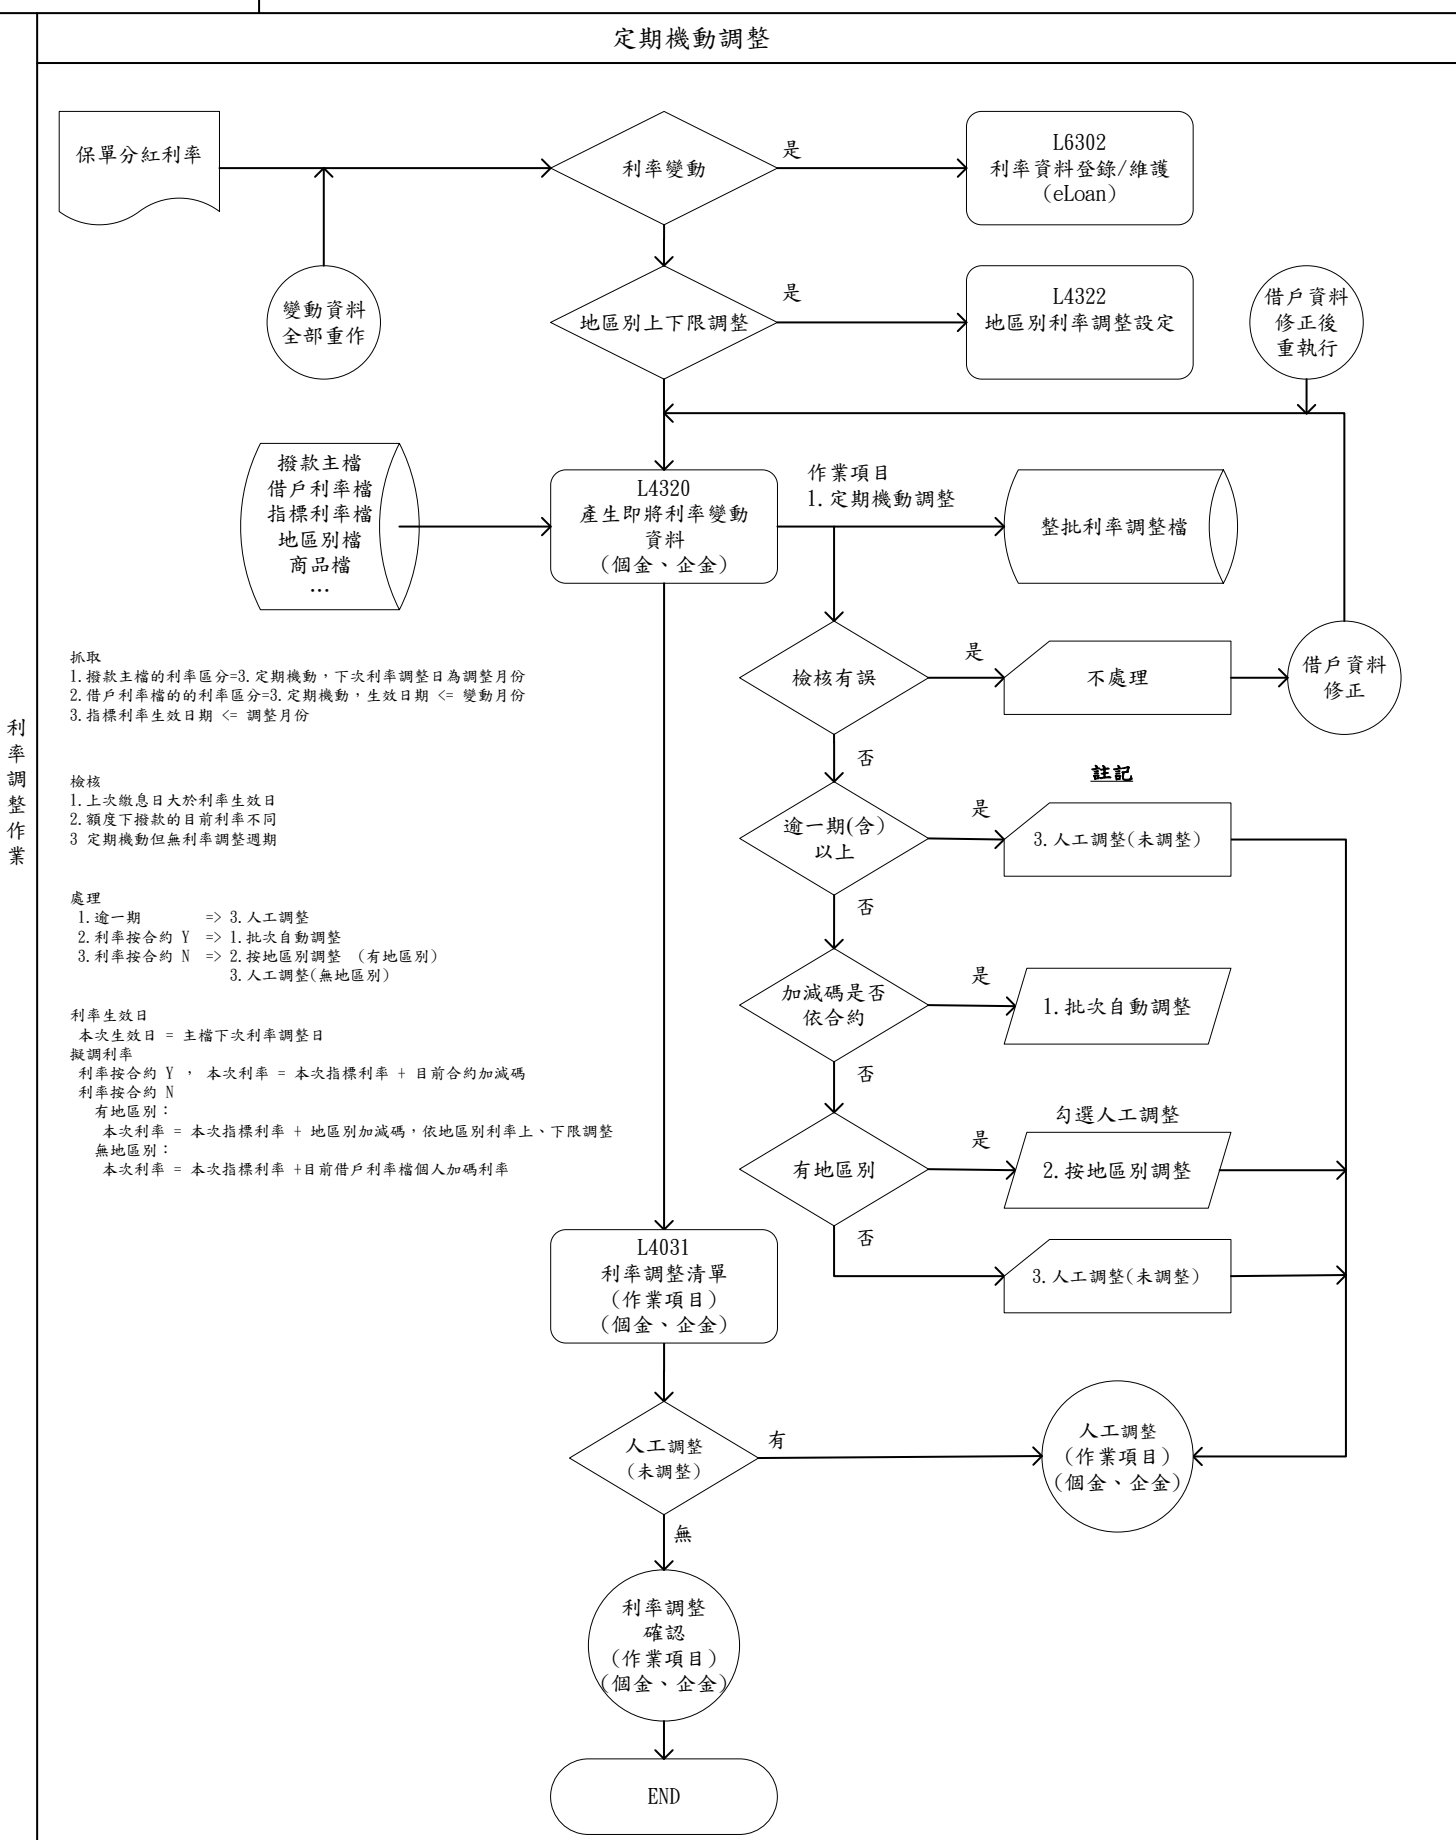 定期機動調整
利率調整作業
保單分紅利率
利率變動
是
L6302
利率資料登錄/維護
(eLoan)
變動資料
全部重作
地區別上下限調整
是
L4322
地區別利率調整設定
借戶資料
修正後
重執行
撥款主檔
借戶利率檔
指標利率檔
地區別檔
商品檔
...
L4320
產生即將利率變動
資料
(個金、企金)
作業項目
1.定期機動調整
整批利率調整檔
抓取
1.撥款主檔的利率區分=3.定期機動，下次利率調整日為調整月份
2.借戶利率檔的的利率區分=3.定期機動，生效日期 <= 變動月份
3.指標利率生效日期 <= 調整月份
檢核有誤
是
不處理
借戶資料
修正
否
檢核
1.上次繳息日大於利率生效日
2.額度下撥款的目前利率不同
3 定期機動但無利率調整週期
註記
逾一期(含)
以上
是
3.人工調整(未調整)
否
處理
1.逾一期 => 3.人工調整
2.利率按合約 Y => 1.批次自動調整
3.利率按合約 N => 2.按地區別調整 (有地區別)
3.人工調整(無地區別)
加減碼是否
依合約
是
1.批次自動調整
否
利率生效日
本次生效日 = 主檔下次利率調整日
擬調利率
利率按合約 Y ， 本次利率 = 本次指標利率 + 目前合約加減碼
利率按合約 N
有地區別：
本次利率 = 本次指標利率 + 地區別加減碼，依地區別利率上、下限調整
無地區別：
本次利率 = 本次指標利率 +目前借戶利率檔個人加碼利率
勾選人工調整
有地區別
是
2.按地區別調整
否
3.人工調整(未調整)
L4031
利率調整清單
(作業項目)
(個金、企金)
人工調整
(未調整)
有
人工調整
(作業項目)
(個金、企金)
無
利率調整
確認
(作業項目)
(個金、企金)
END